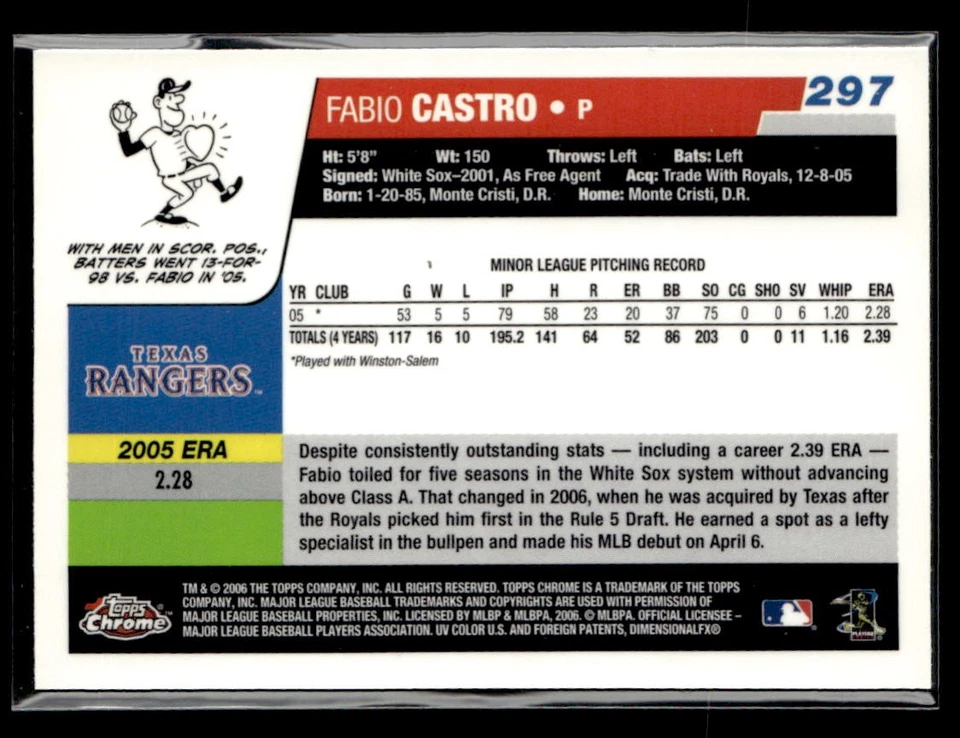 297
FABIO CASTRO • P
Ht: 5'8" Wt: 150 Throws: Left Bats: Left
Signed: White Sox–2001, As Free Agent Acq: Trade With Royals, 12-8-05
Born: 1-20-85, Monte Cristi, D.R. Home: Monte Cristi, D.R.
WITH MEN IN SCOR. POS.,
BATTERS WENT 13-FOR-
98 VS. FABIO IN '05.
MINOR LEAGUE PITCHING RECORD
YR CLUB G W L IP H R ER BB SO CG SHO SV WHIP ERA
05 * 53 5 5 79 58 23 20 37 75 0 0 6 1.20 2.28
TOTALS (4 YEARS) 117 16 10 195.2 141 64 52 86 203 0 0 11 1.16 2.39
*Played with Winston-Salem
TEXAS
RANGERS™
2005 ERA
2.28
Despite consistently outstanding stats — including a career 2.39 ERA —
Fabio toiled for five seasons in the White Sox system without advancing
above Class A. That changed in 2006, when he was acquired by Texas after
the Royals picked him first in the Rule 5 Draft. He earned a spot as a lefty
specialist in the bullpen and made his MLB debut on April 6.
Topps®
Chrome™
TM & © 2006 THE TOPPS COMPANY, INC. ALL RIGHTS RESERVED. TOPPS CHROME IS A TRADEMARK OF THE TOPPS
COMPANY, INC. MAJOR LEAGUE BASEBALL TRADEMARKS AND COPYRIGHTS ARE USED WITH PERMISSION OF
MAJOR LEAGUE BASEBALL PROPERTIES, INC. LICENSED BY MLBP & MLBPA, 2006. © MLBPA. OFFICIAL LICENSEE –
MAJOR LEAGUE BASEBALL PLAYERS ASSOCIATION. UV COLOR U.S. AND FOREIGN PATENTS, DIMENSIONALFX®
PLAYERS